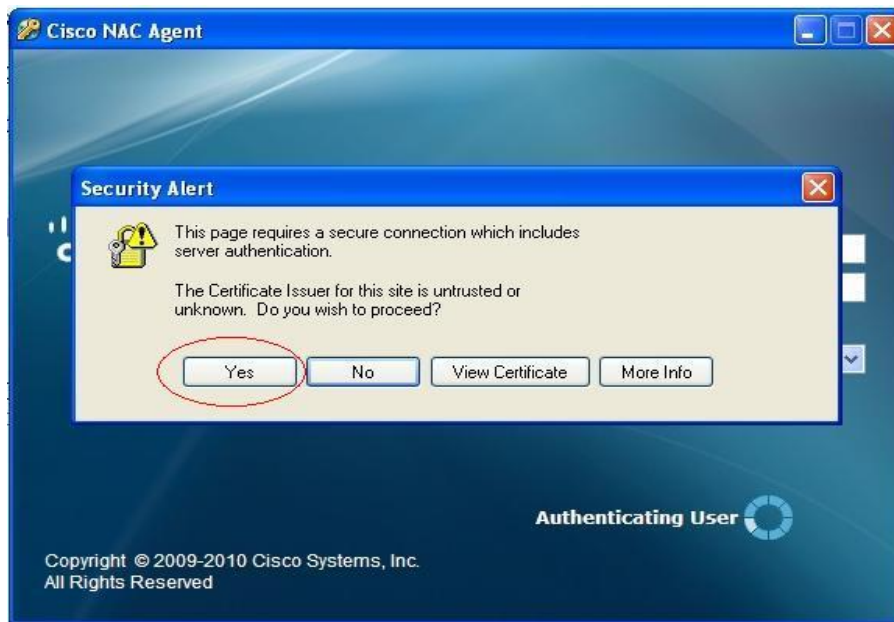 Cisco NAC Agent
Security Alert
This page requires a secure connection which includes
server authentication.
The Certificate Issuer for this site is untrusted or
unknown. Do you wish to proceed?
Yes
No
View Certificate
More Info
Authenticating User
Copyright © 2009-2010 Cisco Systems, Inc.
All Rights Reserved